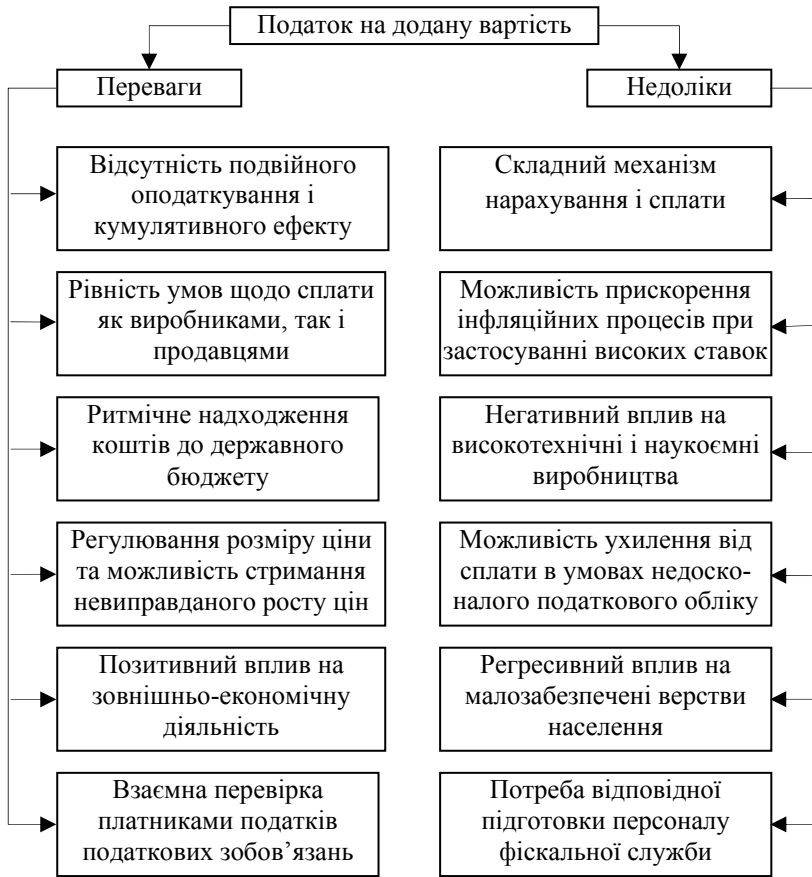 Податок на додану вартість
Переваги
Недоліки
Відсутність подвійного
оподаткування і
кумулятивного ефекту
Складний механізм
нарахування і сплати
Рівність умов щодо сплати
як виробниками, так і
продавцями
Можливість прискорення
інфляційних процесів при
застосуванні високих ставок
Ритмічне надходження
коштів до державного
бюджету
Негативний вплив на
високотехнічні і наукоємні
виробництва
Регулювання розміру ціни
та можливість стримання
невиправданого росту цін
Можливість ухилення від
сплати в умовах недоско-
налого податкового обліку
Позитивний вплив на
зовнішньо-економічну
діяльність
Регресивний вплив на
малозабезпечені верстви
населення
Взаємна перевірка
платниками податків
податкових зобов’язань
Потреба відповідної
підготовки персоналу
фіскальної служби